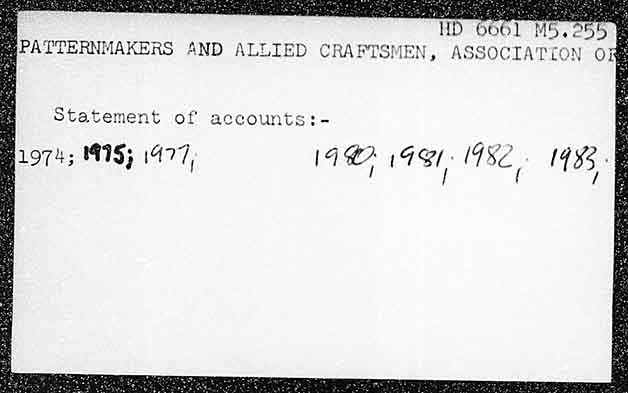 HD 6661 M5.255
PATTERNMAKERS AND ALLIED CRAFTSMEN, ASSOCIATION OF
Statement of accounts:-
1974; 1975; 1977; 1980; 1981; 1982; 1983;